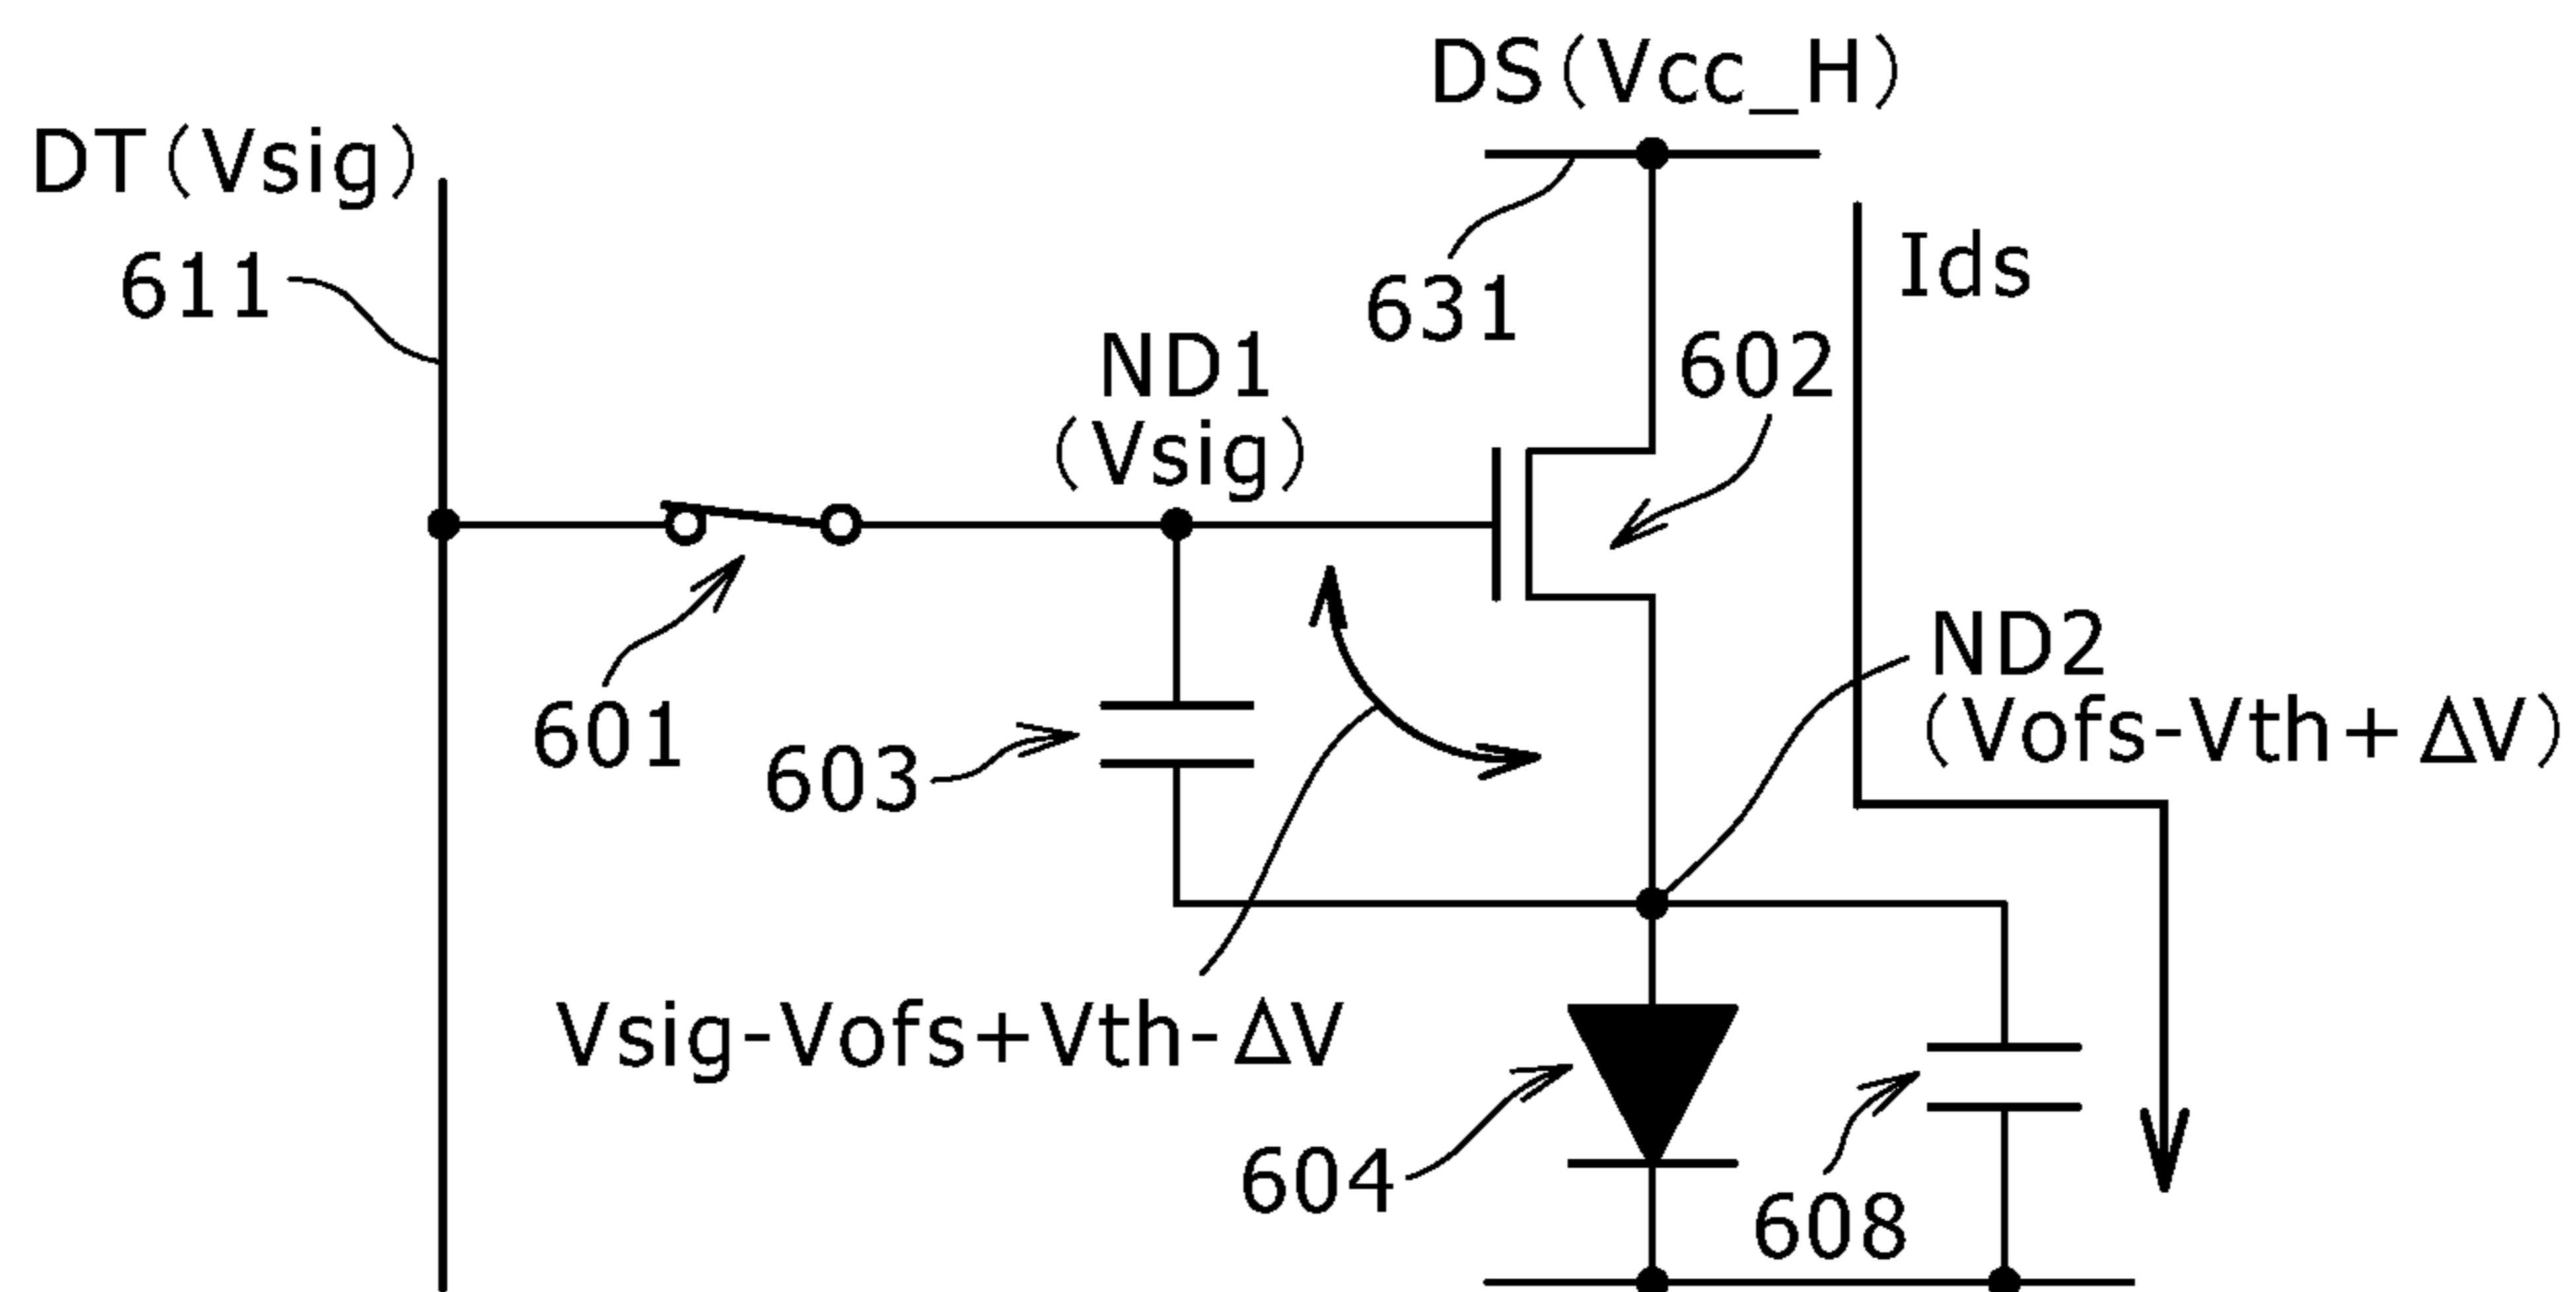 DS(Vcc_H)
DT(Vsig)
611
631
Ids
ND1
(Vsig)
602
601
603
ND2
(Vofs-Vth+ΔV)
Vsig-Vofs+Vth-ΔV
604
608